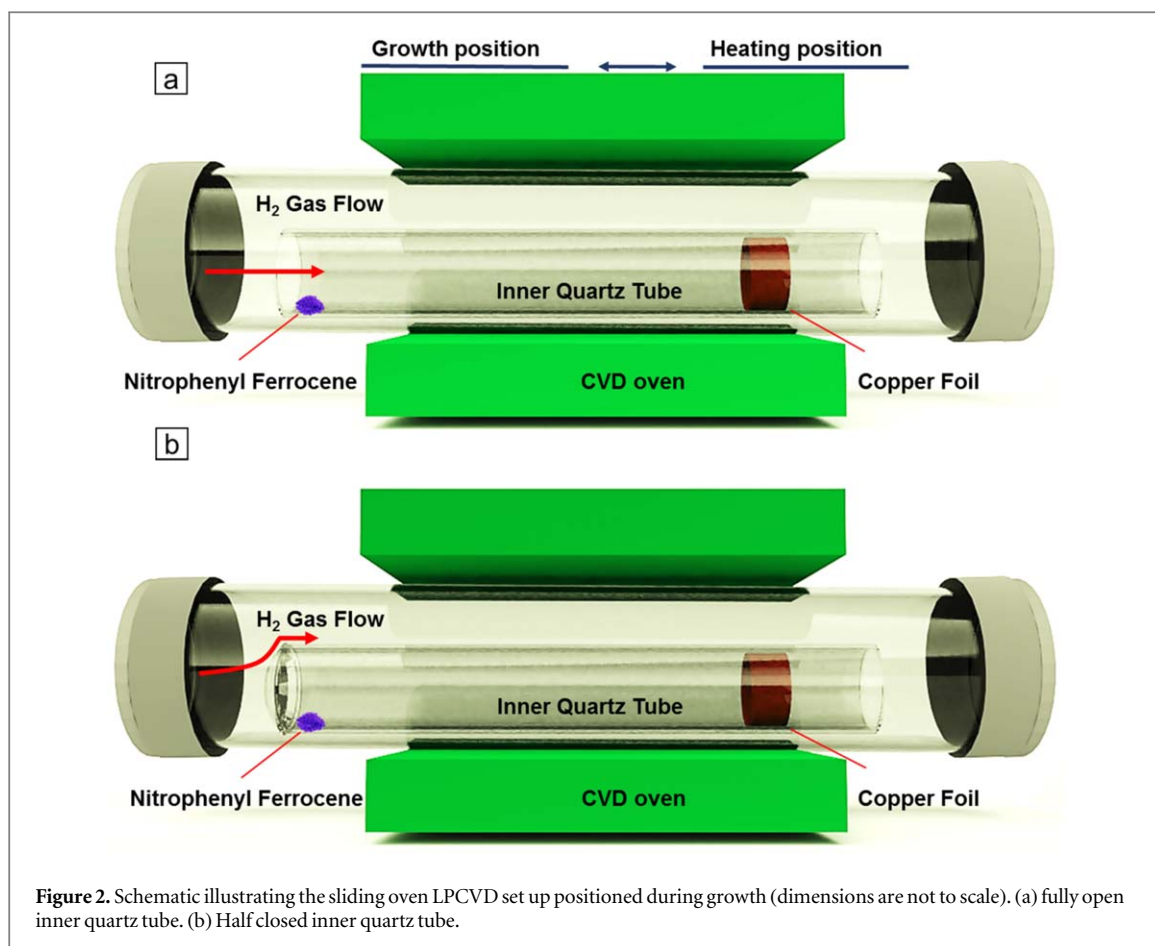 Growth position Heating position
a
H₂ Gas Flow
Inner Quartz Tube
Nitrophenyl Ferrocene CVD oven Copper Foil
b
H₂ Gas Flow
Inner Quartz Tube
Nitrophenyl Ferrocene CVD oven Copper Foil
Figure 2. Schematic illustrating the sliding oven LPCVD set up positioned during growth (dimensions are not to scale). (a) fully open
inner quartz tube. (b) Half closed inner quartz tube.